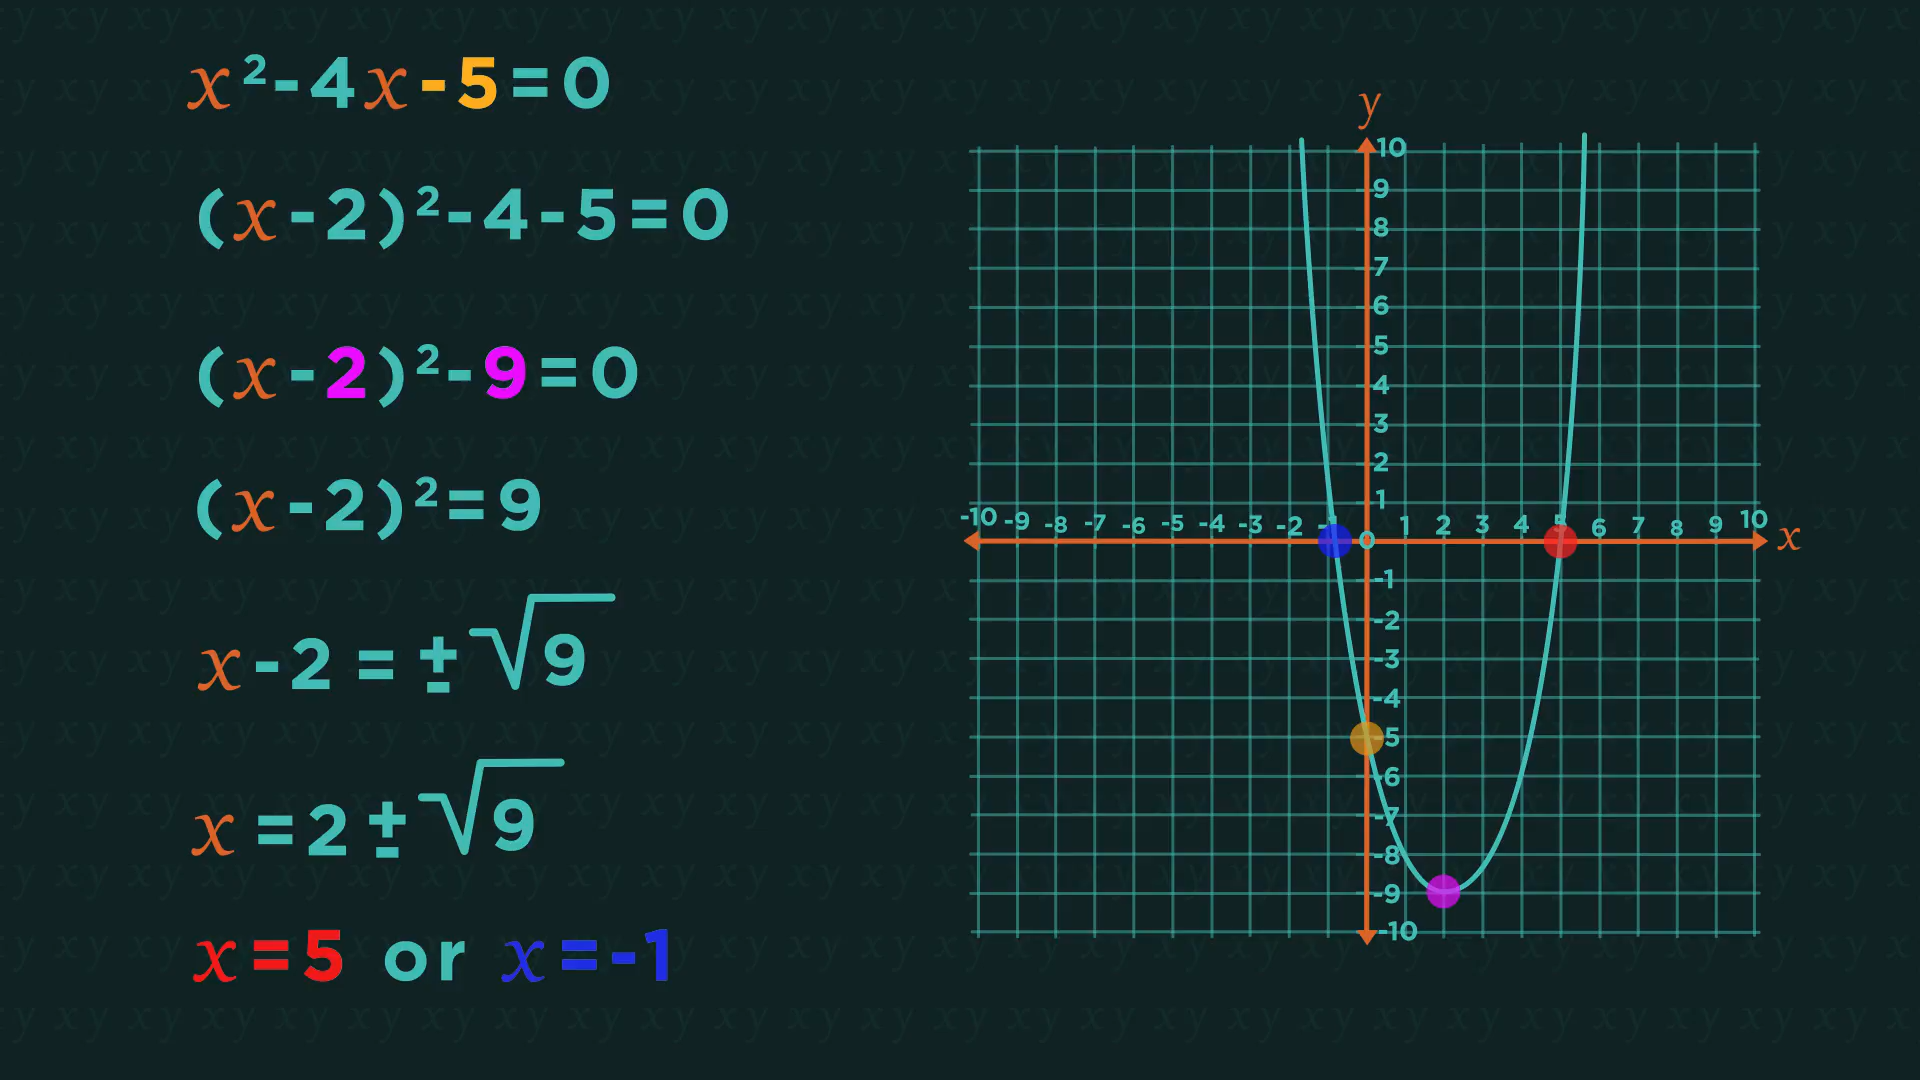 x² - 4x - 5 = 0
(x - 2)² - 4 - 5 = 0
(x - 2)² - 9 = 0
(x - 2)² = 9
x - 2 = ±√9
x = 2 ±√9
x = 5 or x = -1
y
10
9
8
7
6
5
4
3
2
1
-10 -9 -8 -7 -6 -5 -4 -3 -2 -1 0 1 2 3 4 5 6 7 8 9 10 x
-1
-2
-3
-4
-5
-6
-7
-8
-9
-10